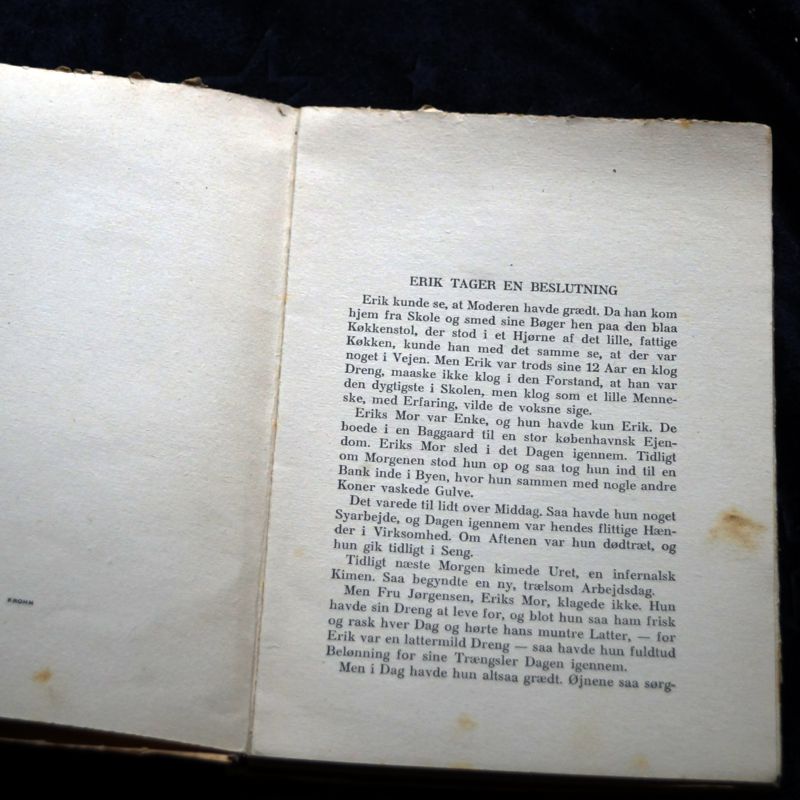 KROHN
ERIK TAGER EN BESLUTNING
Erik kunde se, at Moderen havde grædt. Da han kom
hjem fra Skole og smed sine Bøger hen paa den blaa
Køkkenstol, der stod i et Hjørne af det lille, fattige
Køkken, kunde han med det samme se, at der var
noget i Vejen. Men Erik var trods sine 12 Aar en klog
Dreng, maaske ikke klog i den Forstand, at han var
den dygtigste i Skolen, men klog som et lille Menne-
ske, med Erfaring, vilde de voksne sige.
Eriks Mor var Enke, og hun havde kun Erik. De
boede i en Baggaard til en stor københavnsk Ejen-
dom. Eriks Mor sled i det Dagen igennem. Tidligt
om Morgenen stod hun op og saa tog hun ind til en
Bank inde i Byen, hvor hun sammen med nogle andre
Koner vaskede Gulve.
Det varede til lidt over Middag. Saa havde hun noget
Syarbejde, og Dagen igennem var hendes flittige Hæn-
der i Virksomhed. Om Aftenen var hun dødtræt, og
hun gik tidligt i Seng.
Tidligt næste Morgen kimede Uret, en infernalsk
Kimen. Saa begyndte en ny, trælsom Arbejdsdag.
Men Fru Jørgensen, Eriks Mor, klagede ikke. Hun
havde sin Dreng at leve for, og blot hun saa ham frisk
og rask hver Dag og hørte hans muntre Latter, — for
Erik var en lattermild Dreng — saa havde hun fuldtud
Belønning for sine Trængsler Dagen igennem.
Men i Dag havde hun altsaa grædt. Øjnene saa sørg-